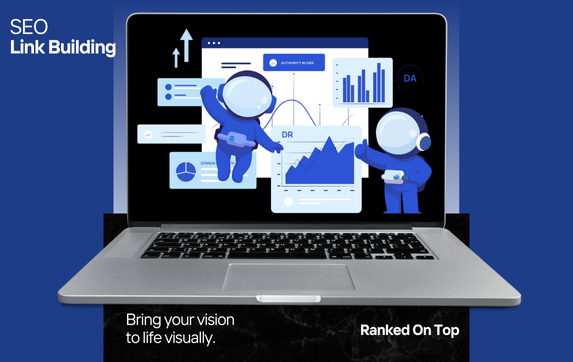 SEO
Link Building
AUTHORITY SCORE
DA
DR
Bring your vision
to life visually.
Ranked On Top